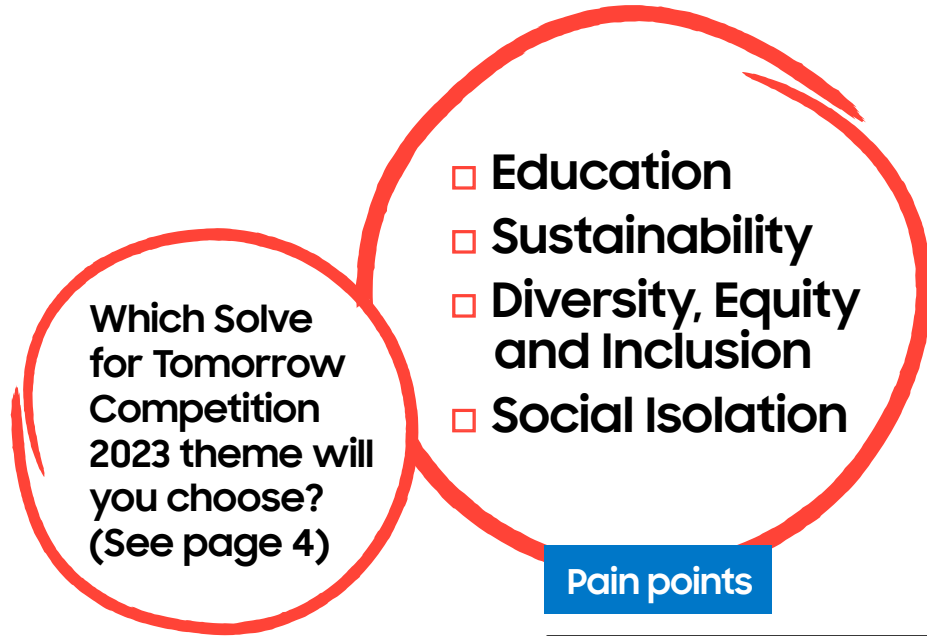 Which Solve
for Tomorrow
Competition
2023 theme will
you choose?
(See page 4)
Education
Sustainability
Diversity, Equity
and Inclusion
Social Isolation
Pain points